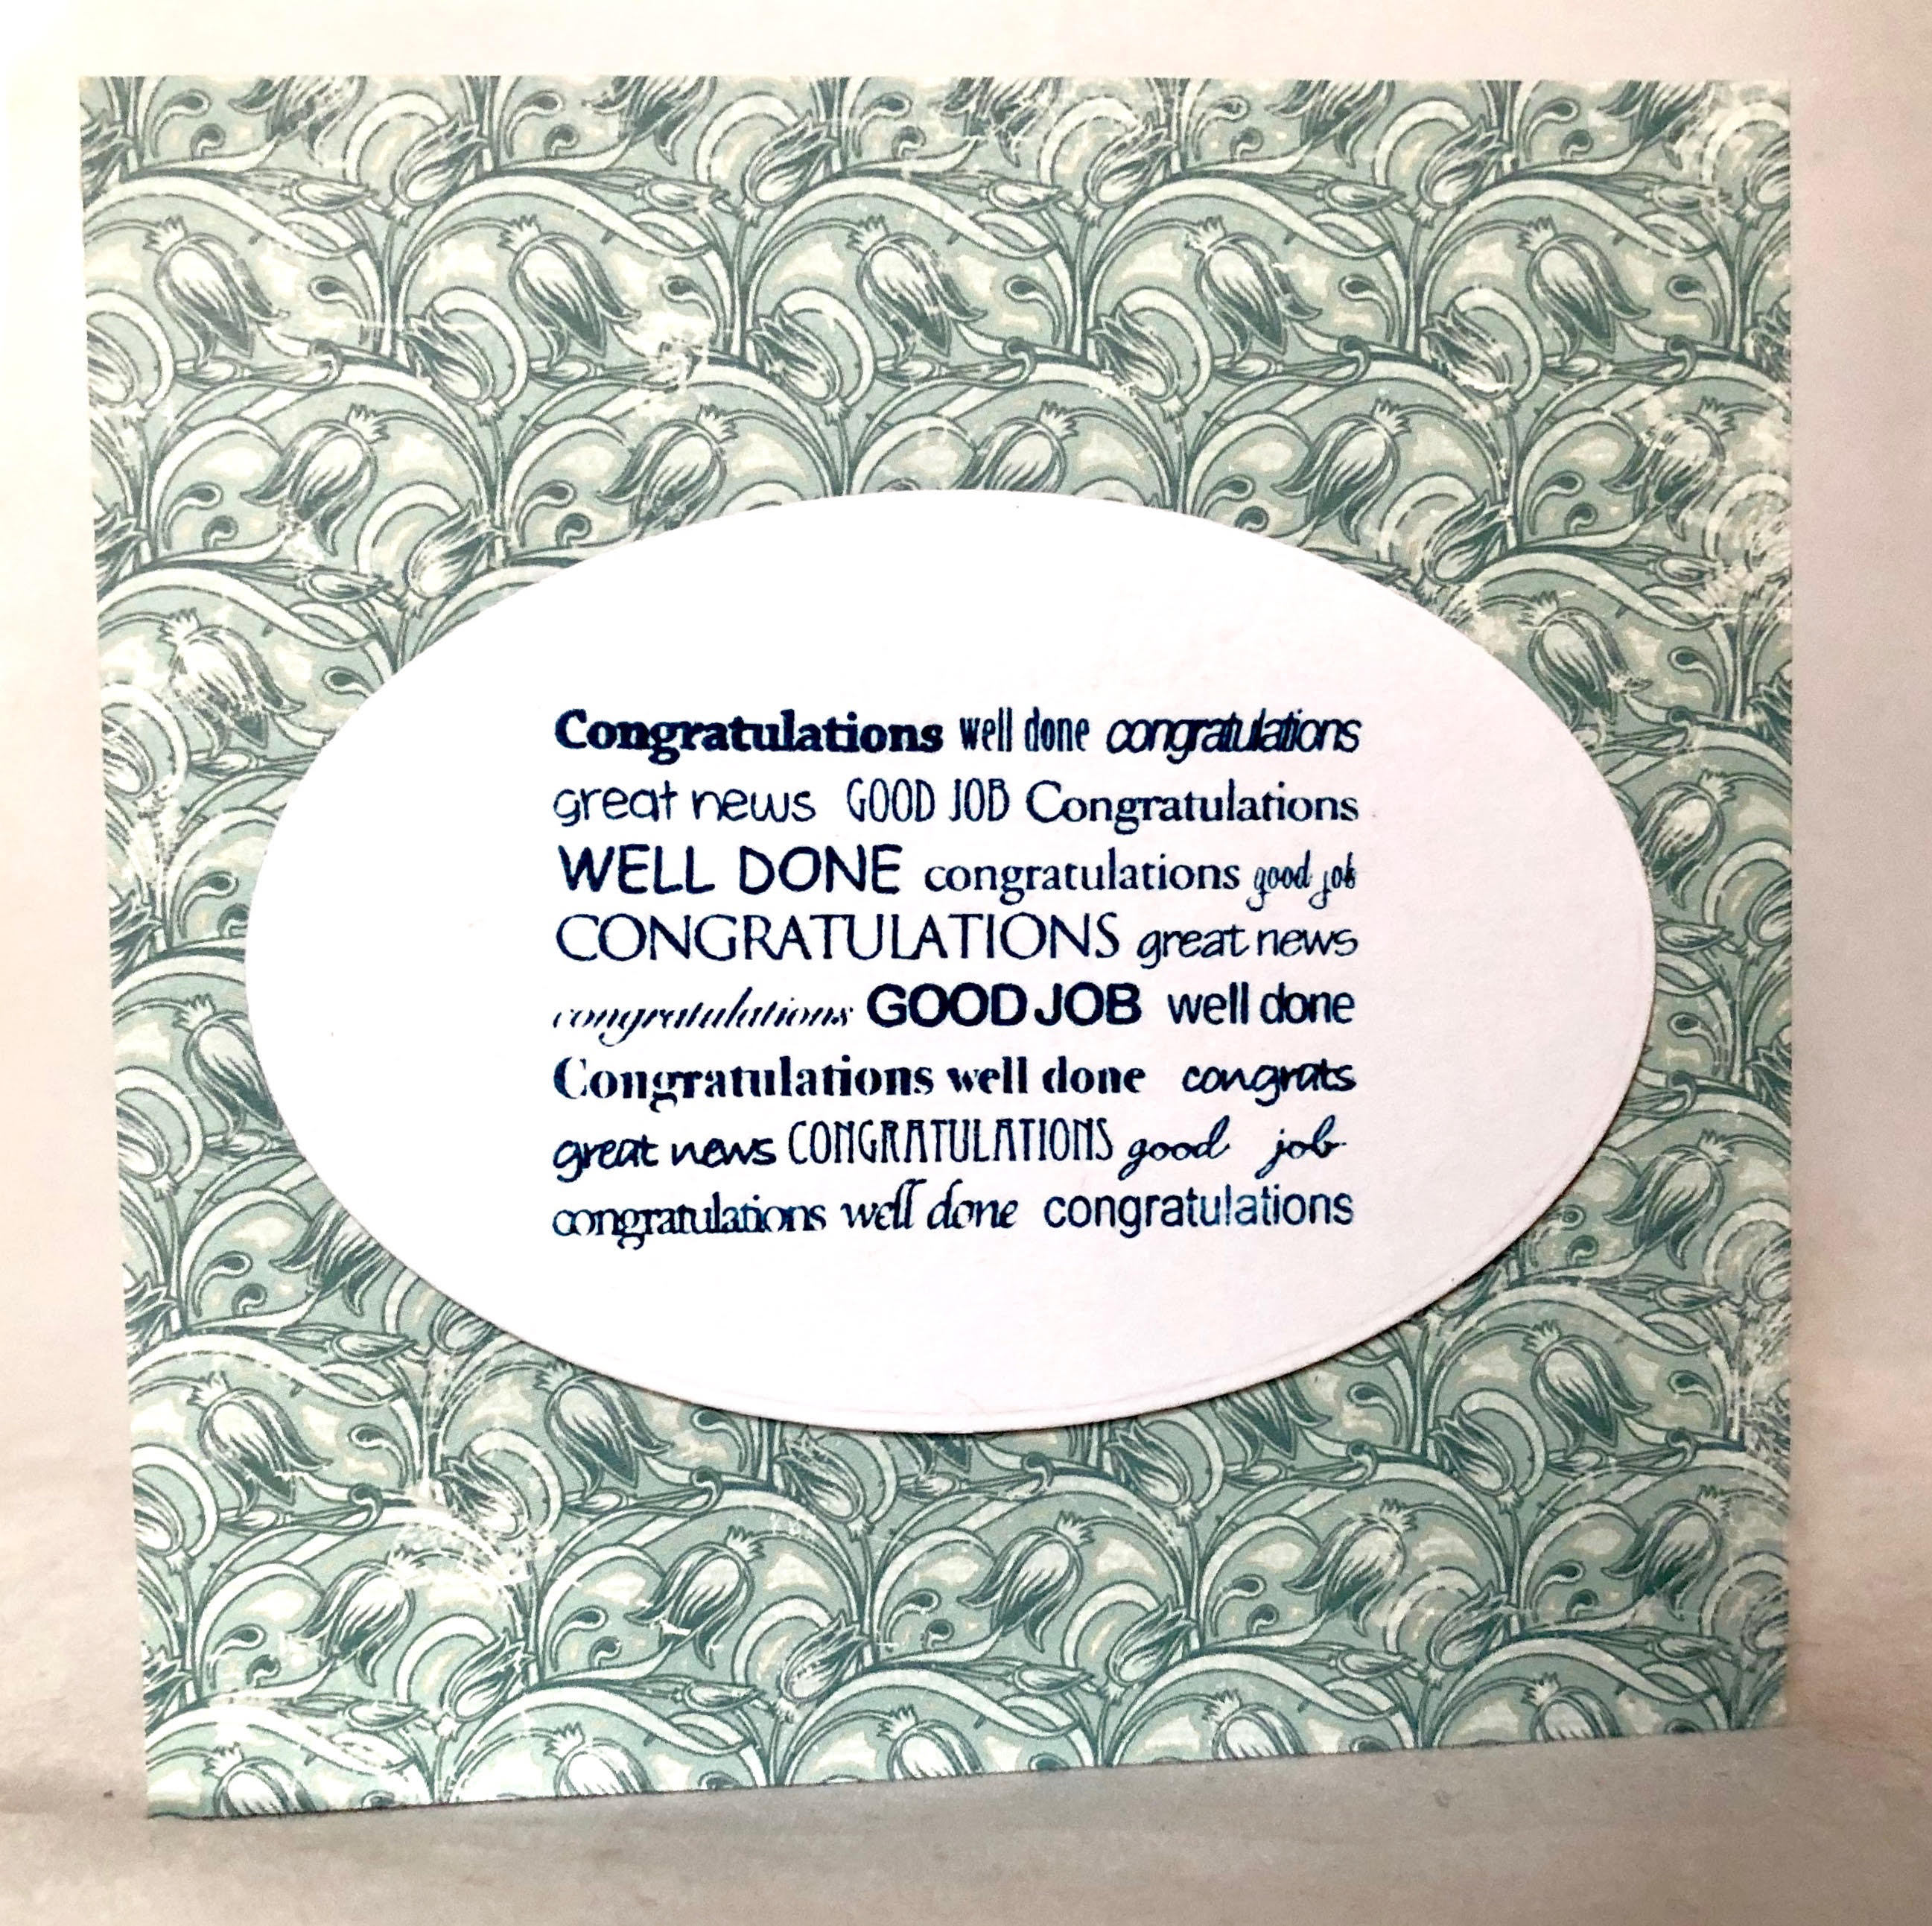 Congratulations well done congratulations
great news GOOD JOB Congratulations
WELL DONE congratulations good job
CONGRATULATIONS great news
congratulations GOOD JOB well done
Congratulations well done congrats
great news CONGRATULATIONS good job
congratulations well done congratulations